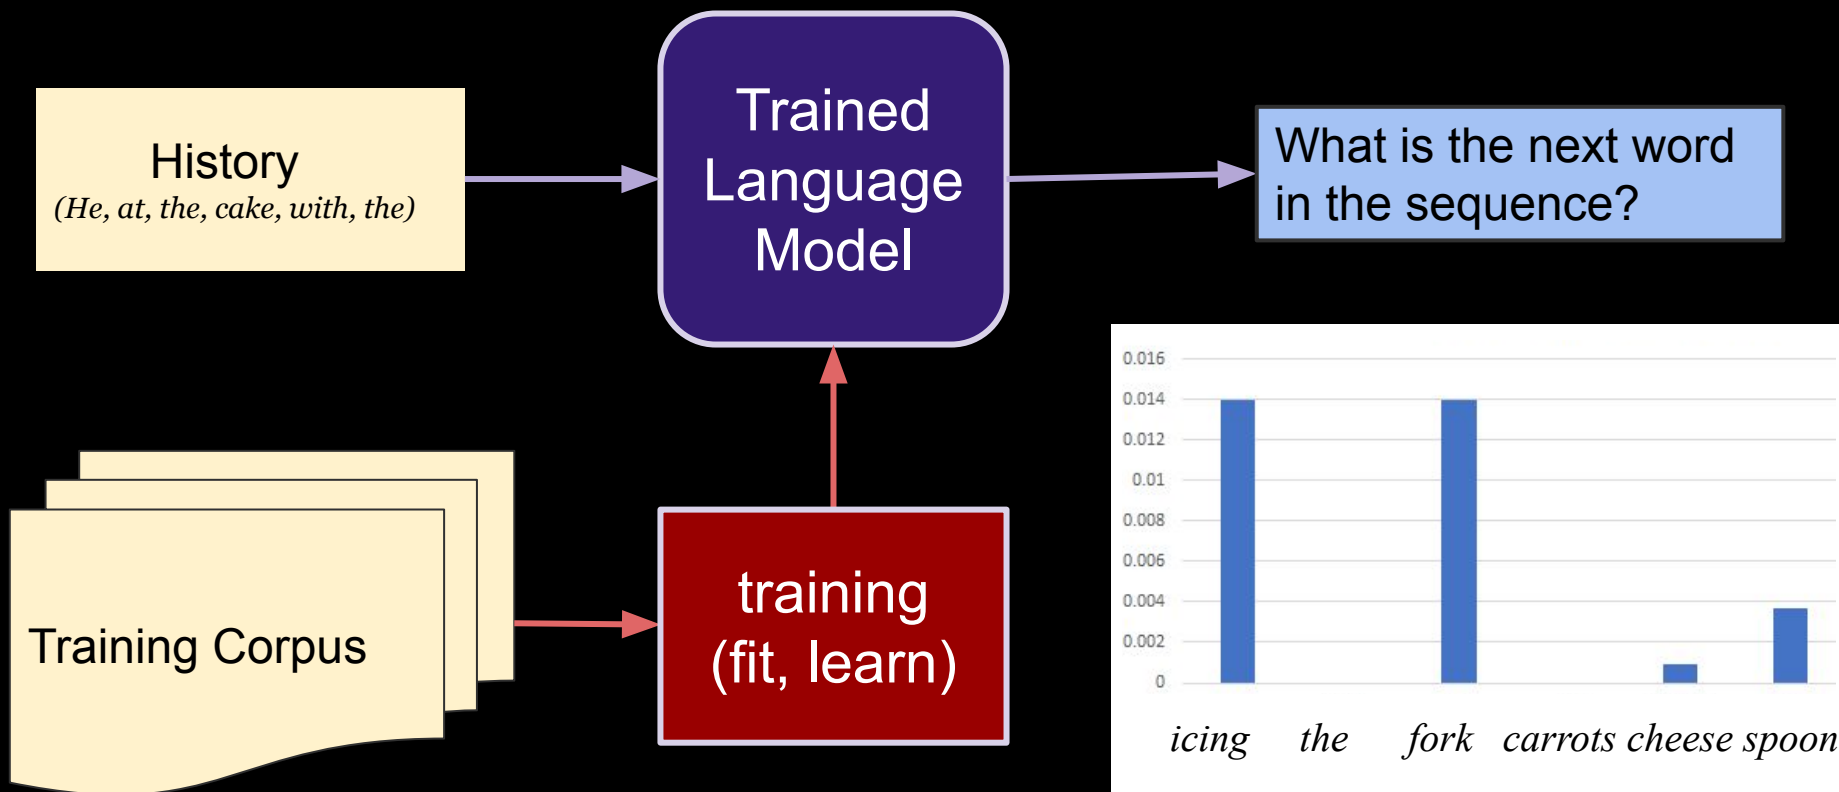 History
(He, at, the, cake, with, the)
Trained
Language
Model
What is the next word
in the sequence?
Training Corpus
training
(fit, learn)
0.016
0.014
0.012
0.01
0.008
0.006
0.004
0.002
0
icing the fork carrots cheese spoon